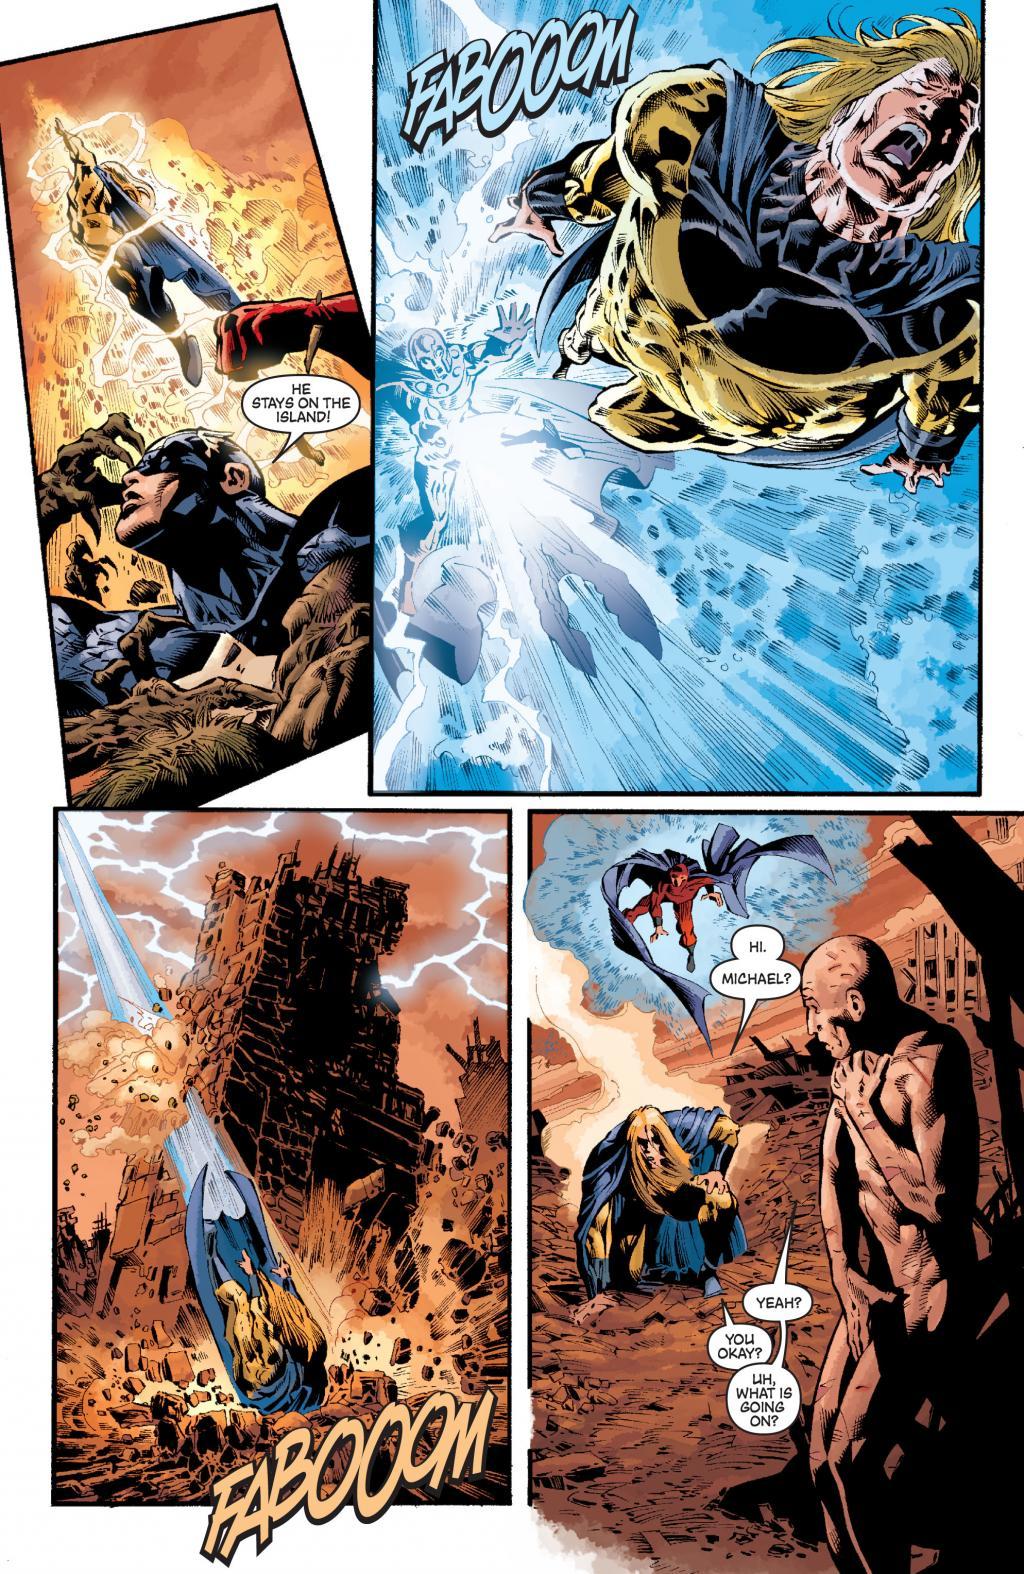 HE
STAYS ON THE
ISLAND!
FABOOOM
FABOOOM
HI.
MICHAEL?
YEAH?
YOU
OKAY?
UH,
WHAT IS
GOING
ON?